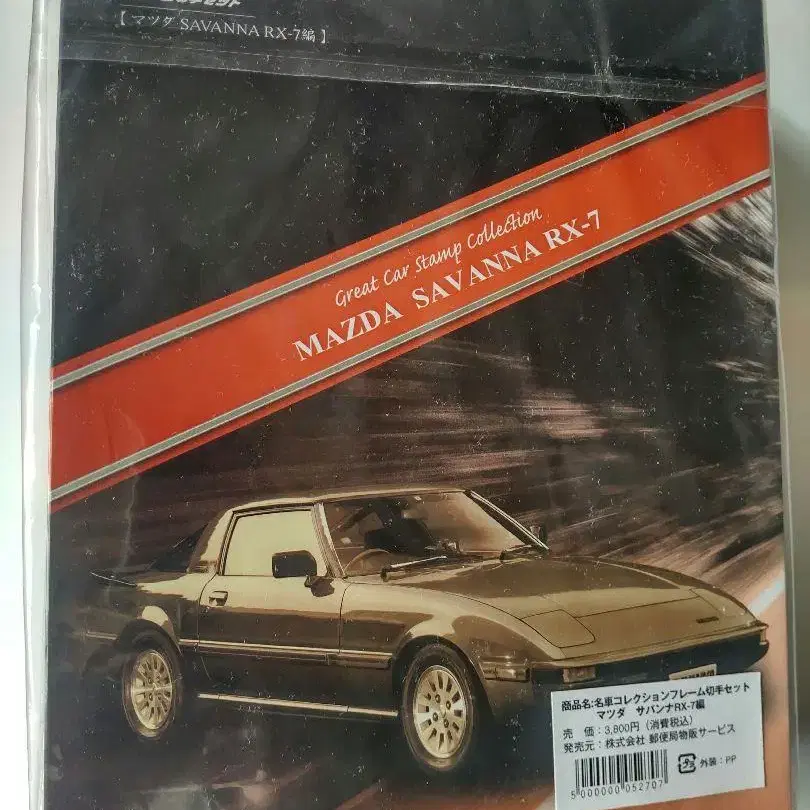 【 マツダ SAVANNA RX-7編 】
Great Car Stamp Collection
MAZDA SAVANNA RX-7
商品名:名車コレクションフレーム切手セット
マツダ サバンナRX-7編
売 価:3,800円(消費税込)
発売元:株式会社 郵便局物販サービス
外装:PP
5 000000 052707